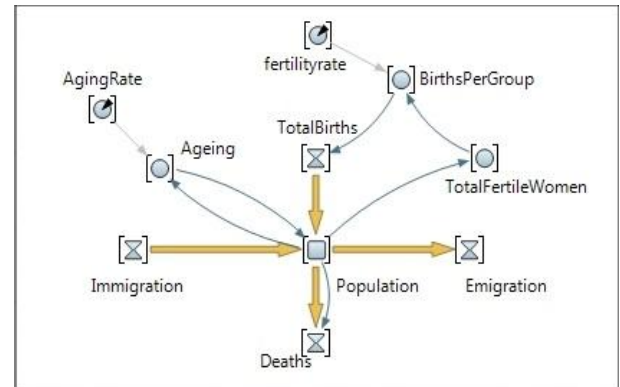 fertilityrate
AgingRate
BirthsPerGroup
TotalBirths
Ageing
TotalFertileWomen
Immigration
Population
Emigration
Deaths